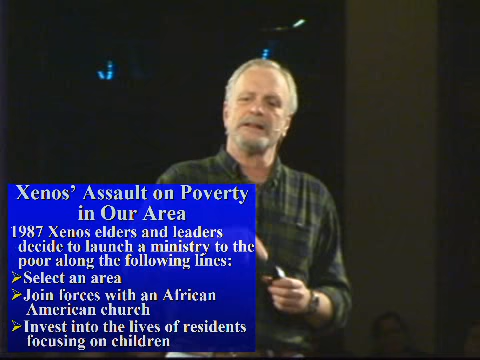 Xenos’ Assault on Poverty
in Our Area
1987 Xenos elders and leaders
decide to launch a ministry to the
poor along the following lines:
➢Select an area
➢Join forces with an African
American church
➢Invest into the lives of residents
focusing on children